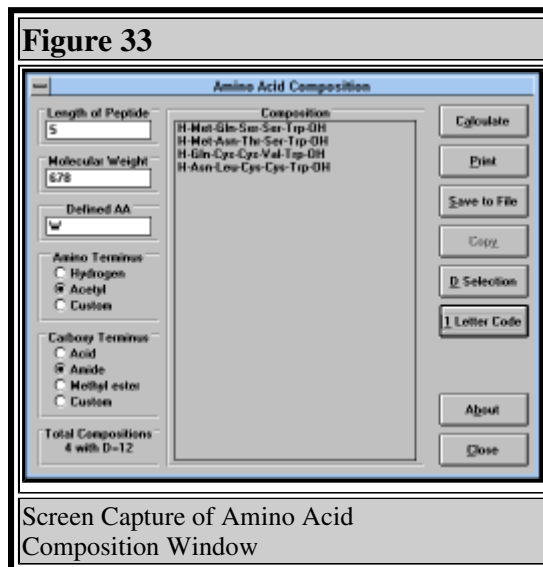 Figure 33
Amino Acid Composition
Length of Peptide
5
Molecular Weight
678
Defined AA
W
Amino Terminus
Hydrogen
Acetyl
Custom
Carboxy Terminus
Acid
Amide
Methyl ester
Custom
Total Compositions
4 with D=12
Composition
H-Met-Gln-Ser-Ser-Trp-OH
H-Met-Asn-Thr-Ser-Trp-OH
H-Gln-Cys-Cys-Val-Trp-OH
H-Asn-Leu-Cys-Cys-Trp-OH
Calculate
Print
Save to File
Copy
D Selection
1 Letter Code
About
Close
Screen Capture of Amino Acid
Composition Window